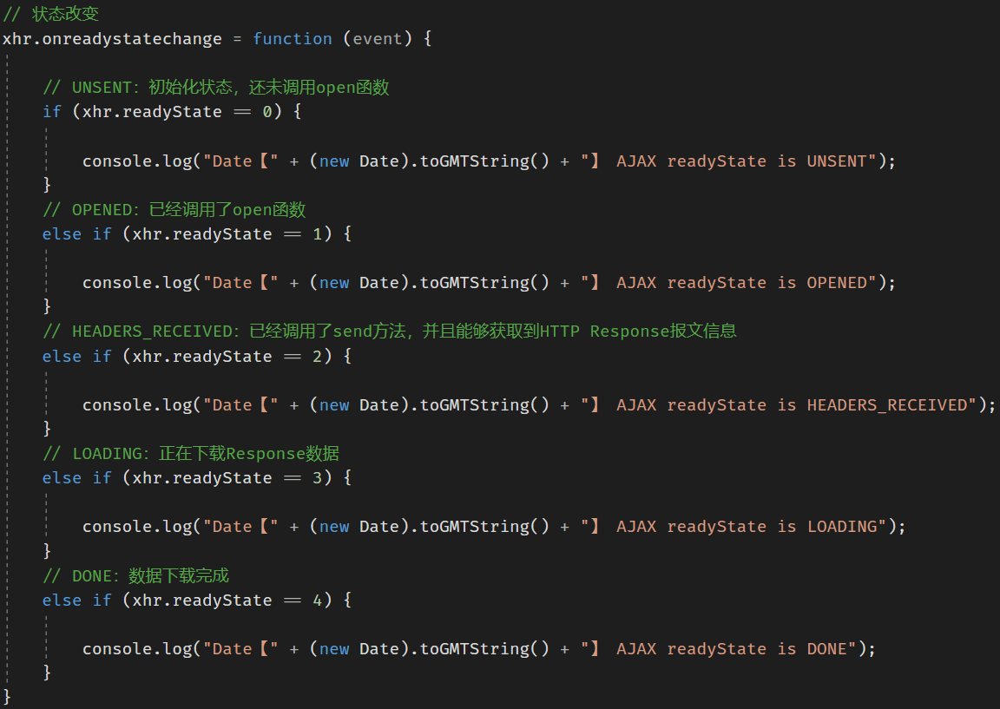 // 状态改变
xhr.onreadystatechange = function (event) {
// UNSENT：初始化状态，还未调用open函数
if (xhr.readyState == 0) {
console.log("Date【" + (new Date).toGMTString() + "】 AJAX readyState is UNSENT");
}
// OPENED：已经调用了open函数
else if (xhr.readyState == 1) {
console.log("Date【" + (new Date).toGMTString() + "】 AJAX readyState is OPENED");
}
// HEADERS_RECEIVED：已经调用了send方法，并且能够获取到HTTP Response报文信息
else if (xhr.readyState == 2) {
console.log("Date【" + (new Date).toGMTString() + "】 AJAX readyState is HEADERS_RECEIVED");
}
// LOADING：正在下载Response数据
else if (xhr.readyState == 3) {
console.log("Date【" + (new Date).toGMTString() + "】 AJAX readyState is LOADING");
}
// DONE：数据下载完成
else if (xhr.readyState == 4) {
console.log("Date【" + (new Date).toGMTString() + "】 AJAX readyState is DONE");
}
}